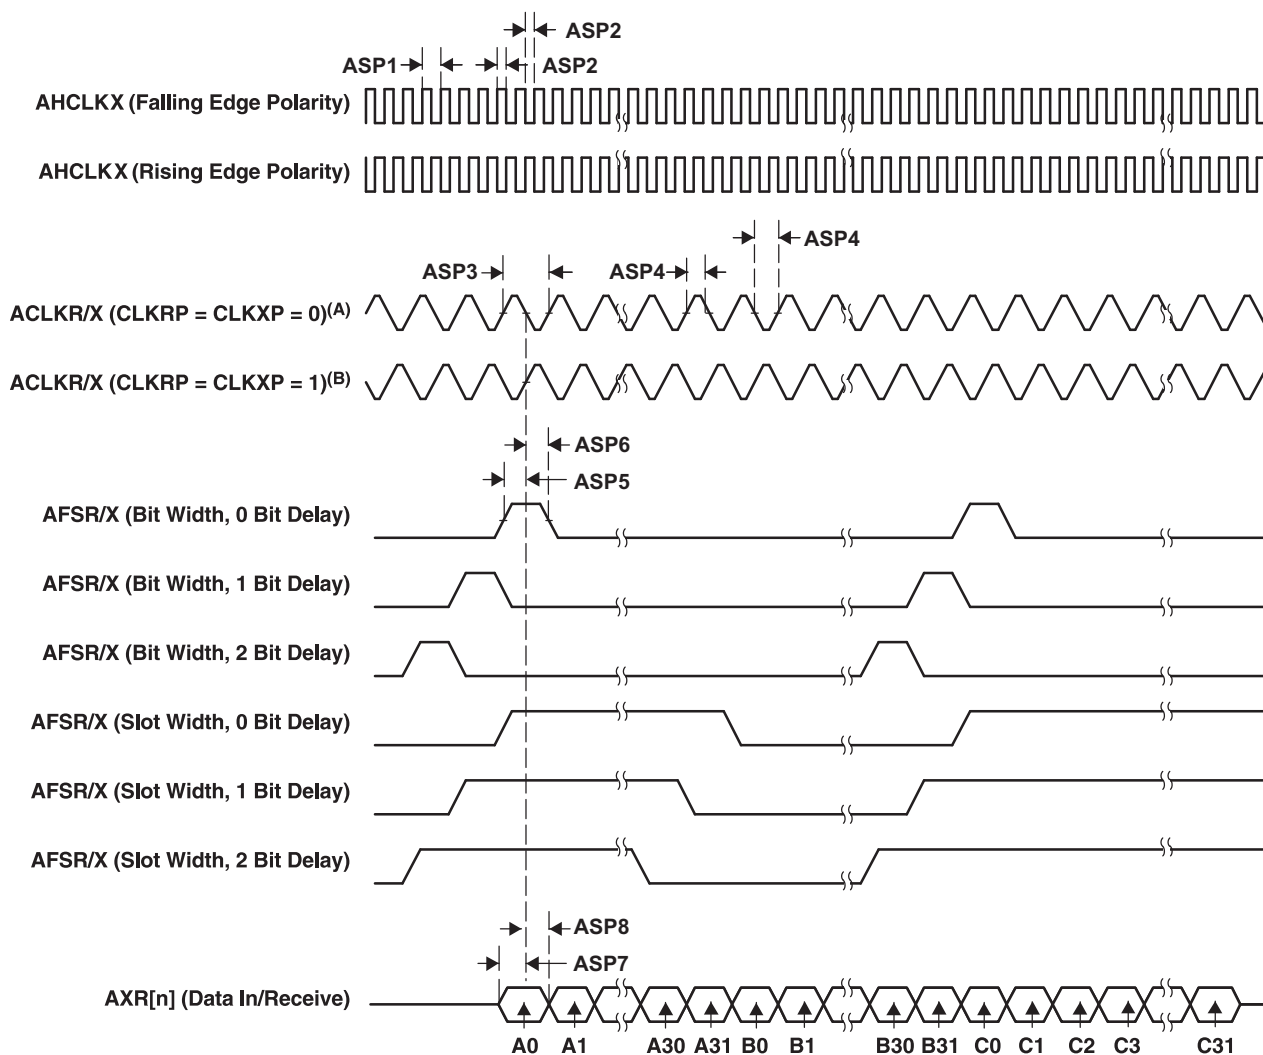 ASP2
ASP1
ASP2
AHCLKX (Falling Edge Polarity)
AHCLKX (Rising Edge Polarity)
ASP4
ASP3
ASP4
ACLKR/X (CLKRP = CLKXP = 0)(A)
ACLKR/X (CLKRP = CLKXP = 1)(B)
ASP6
ASP5
AFSR/X (Bit Width, 0 Bit Delay)
AFSR/X (Bit Width, 1 Bit Delay)
AFSR/X (Bit Width, 2 Bit Delay)
AFSR/X (Slot Width, 0 Bit Delay)
AFSR/X (Slot Width, 1 Bit Delay)
AFSR/X (Slot Width, 2 Bit Delay)
ASP8
ASP7
AXR[n] (Data In/Receive)
A0 A1 A30 A31 B0 B1 B30 B31 C0 C1 C2 C3 C31